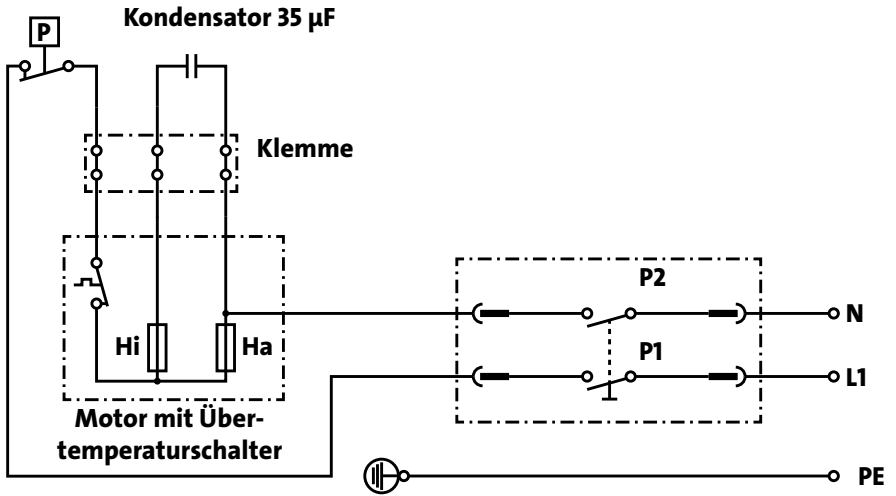 Kondensator 35 µF
P
Klemme
P2
N
Hi
Ha
P1
L1
Motor mit Über-
temperaturschalter
PE